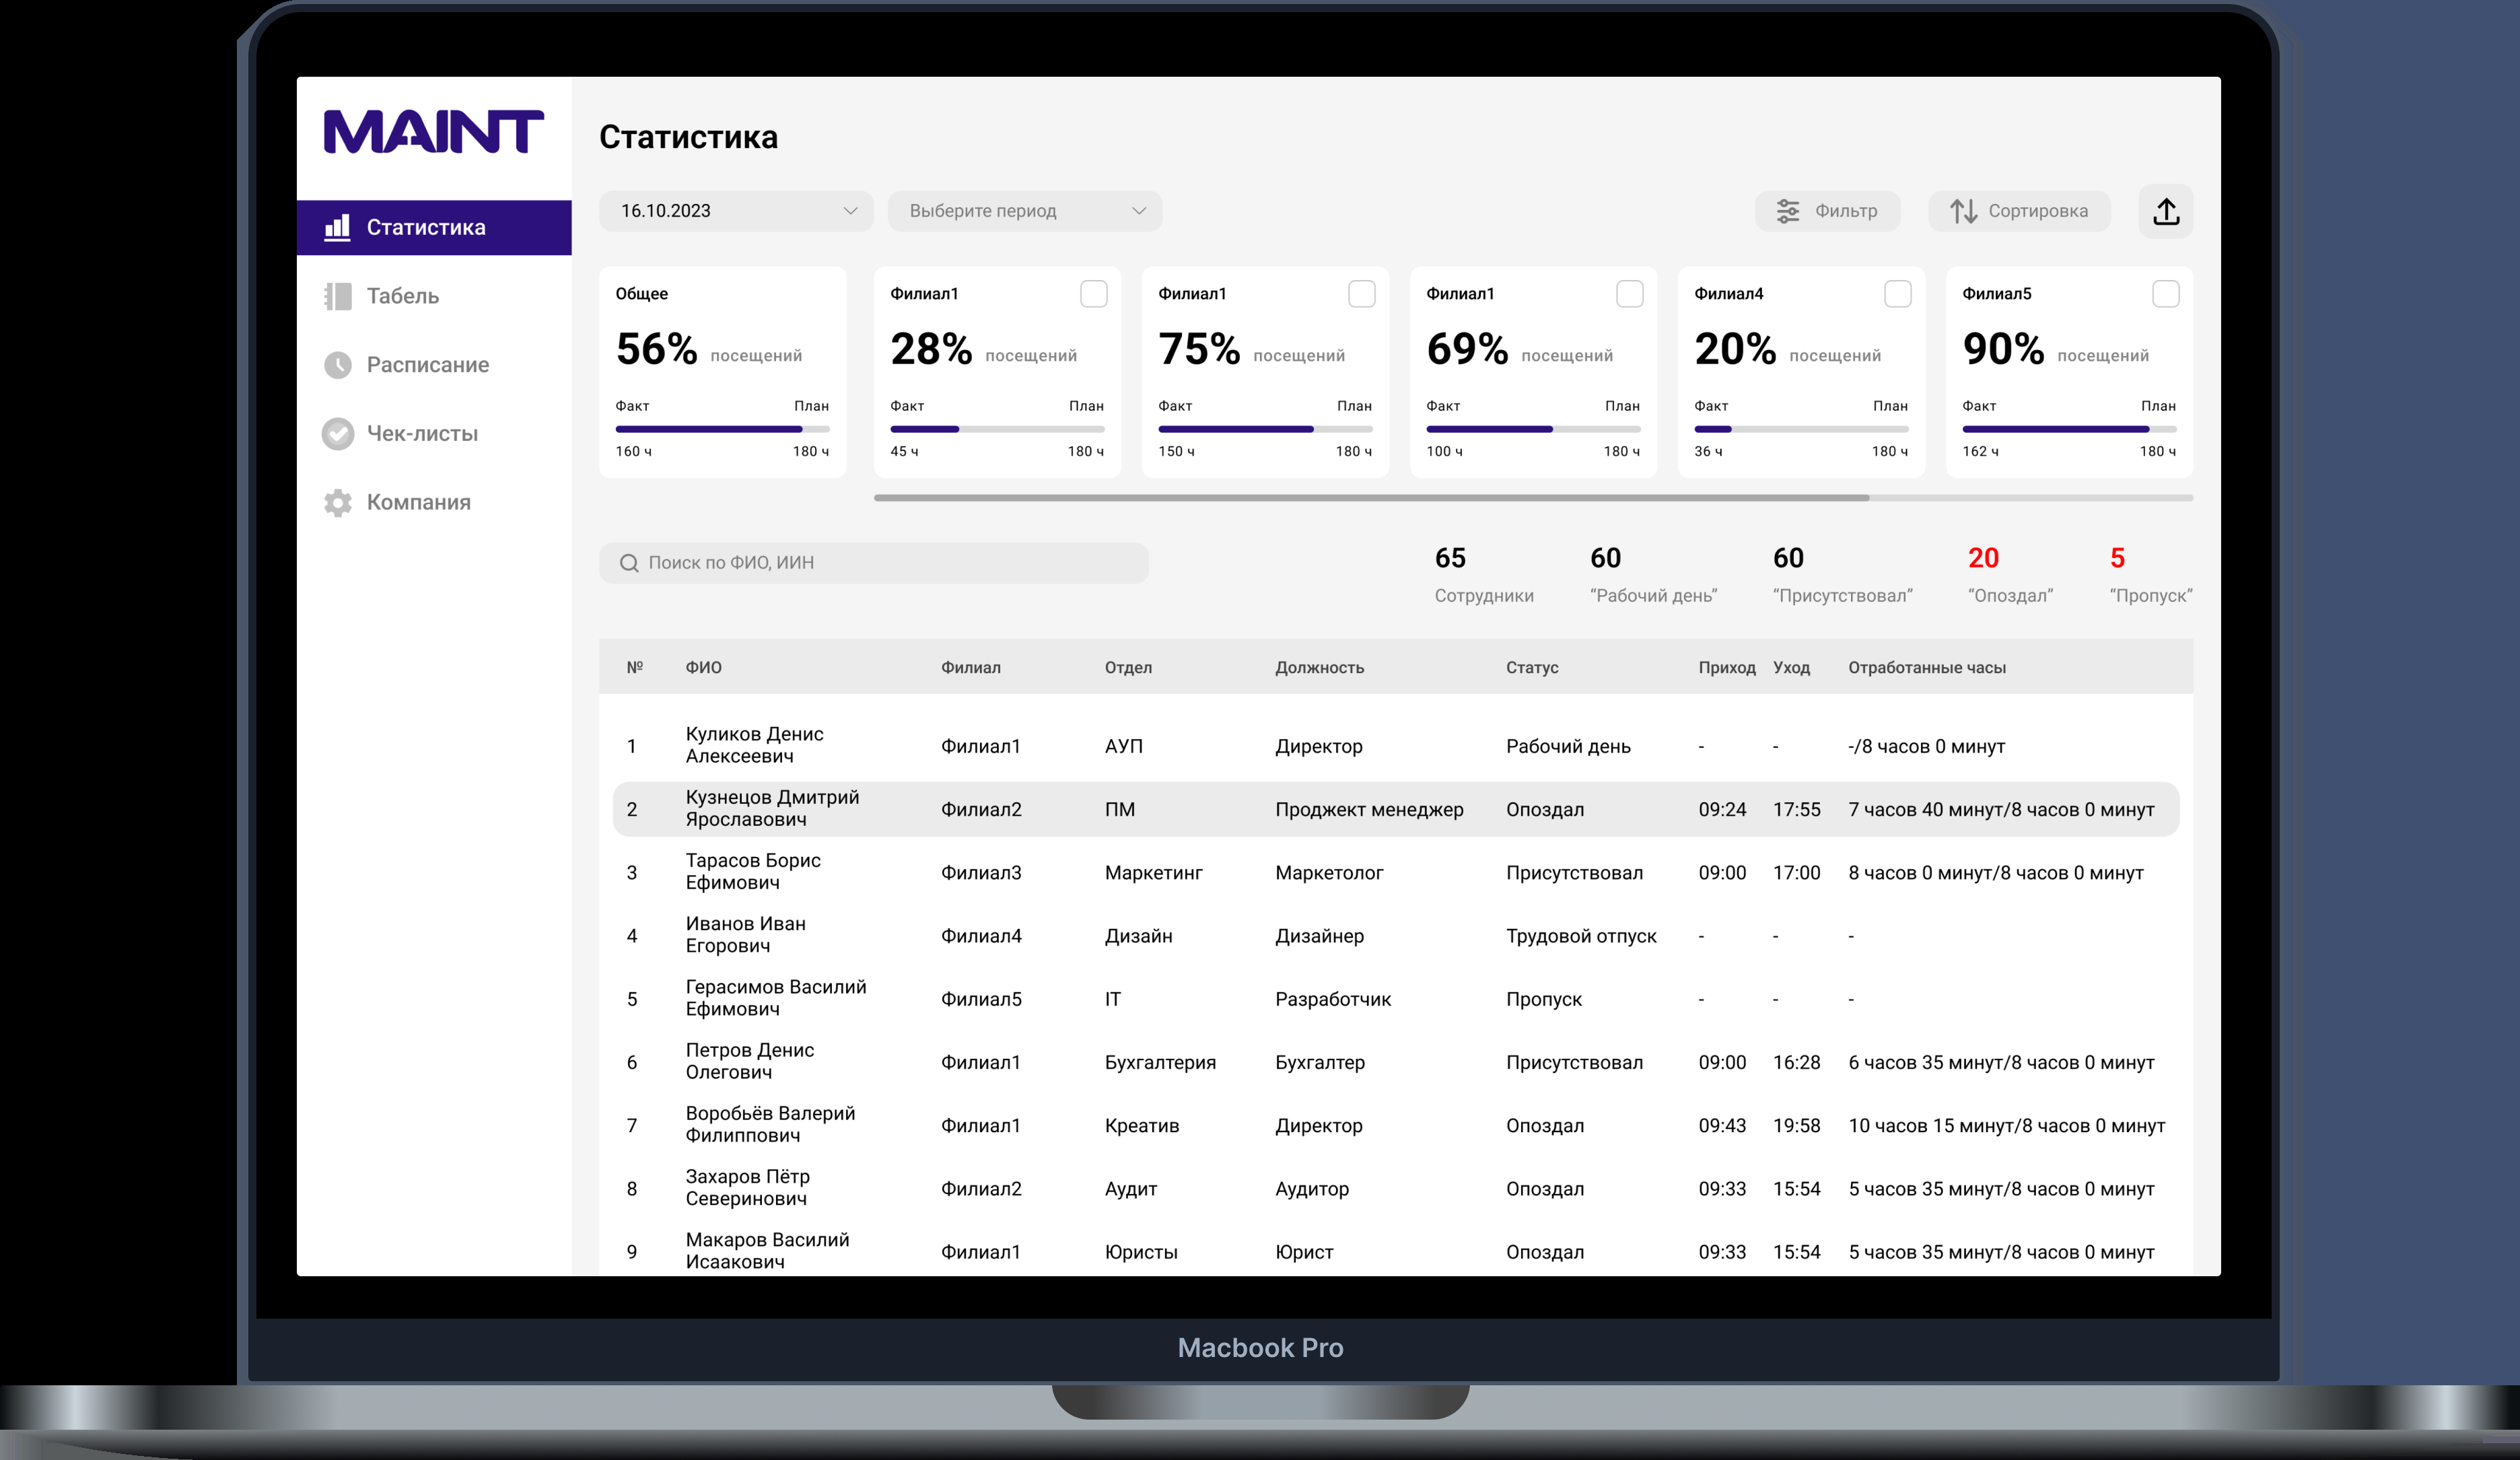 MAINT
Статистика
Табель
Расписание
Чек-листы
Компания
Статистика
16.10.2023
Выберите период
Фильтр
Сортировка
Общее
56% посещений
Факт План
160 ч 180 ч
Филиал1
28% посещений
Факт План
45 ч 180 ч
Филиал1
75% посещений
Факт План
150 ч 180 ч
Филиал1
69% посещений
Факт План
100 ч 180 ч
Филиал4
20% посещений
Факт План
36 ч 180 ч
Филиал5
90% посещений
Факт План
162 ч 180 ч
Поиск по ФИО, ИИН
65 60 60 20 5
Сотрудники “Рабочий день” “Присутствовал” “Опоздал” “Пропуск”
№ ФИО Филиал Отдел Должность Статус Приход Уход Отработанные часы
1 Куликов Денис Алексеевич Филиал1 АУП Директор Рабочий день - - -/8 часов 0 минут
2 Кузнецов Дмитрий Ярославович Филиал2 ПМ Проджект менеджер Опоздал 09:24 17:55 7 часов 40 минут/8 часов 0 минут
3 Тарасов Борис Ефимович Филиал3 Маркетинг Маркетолог Присутствовал 09:00 17:00 8 часов 0 минут/8 часов 0 минут
4 Иванов Иван Егорович Филиал4 Дизайн Дизайнер Трудовой отпуск - - -
5 Герасимов Василий Ефимович Филиал5 IT Разработчик Пропуск - - -
6 Петров Денис Олегович Филиал1 Бухгалтерия Бухгалтер Присутствовал 09:00 16:28 6 часов 35 минут/8 часов 0 минут
7 Воробьёв Валерий Филиппович Филиал1 Креатив Директор Опоздал 09:43 19:58 10 часов 15 минут/8 часов 0 минут
8 Захаров Пётр Северинович Филиал2 Аудит Аудитор Опоздал 09:33 15:54 5 часов 35 минут/8 часов 0 минут
9 Макаров Василий Исаакович Филиал1 Юристы Юрист Опоздал 09:33 15:54 5 часов 35 минут/8 часов 0 минут
Macbook Pro